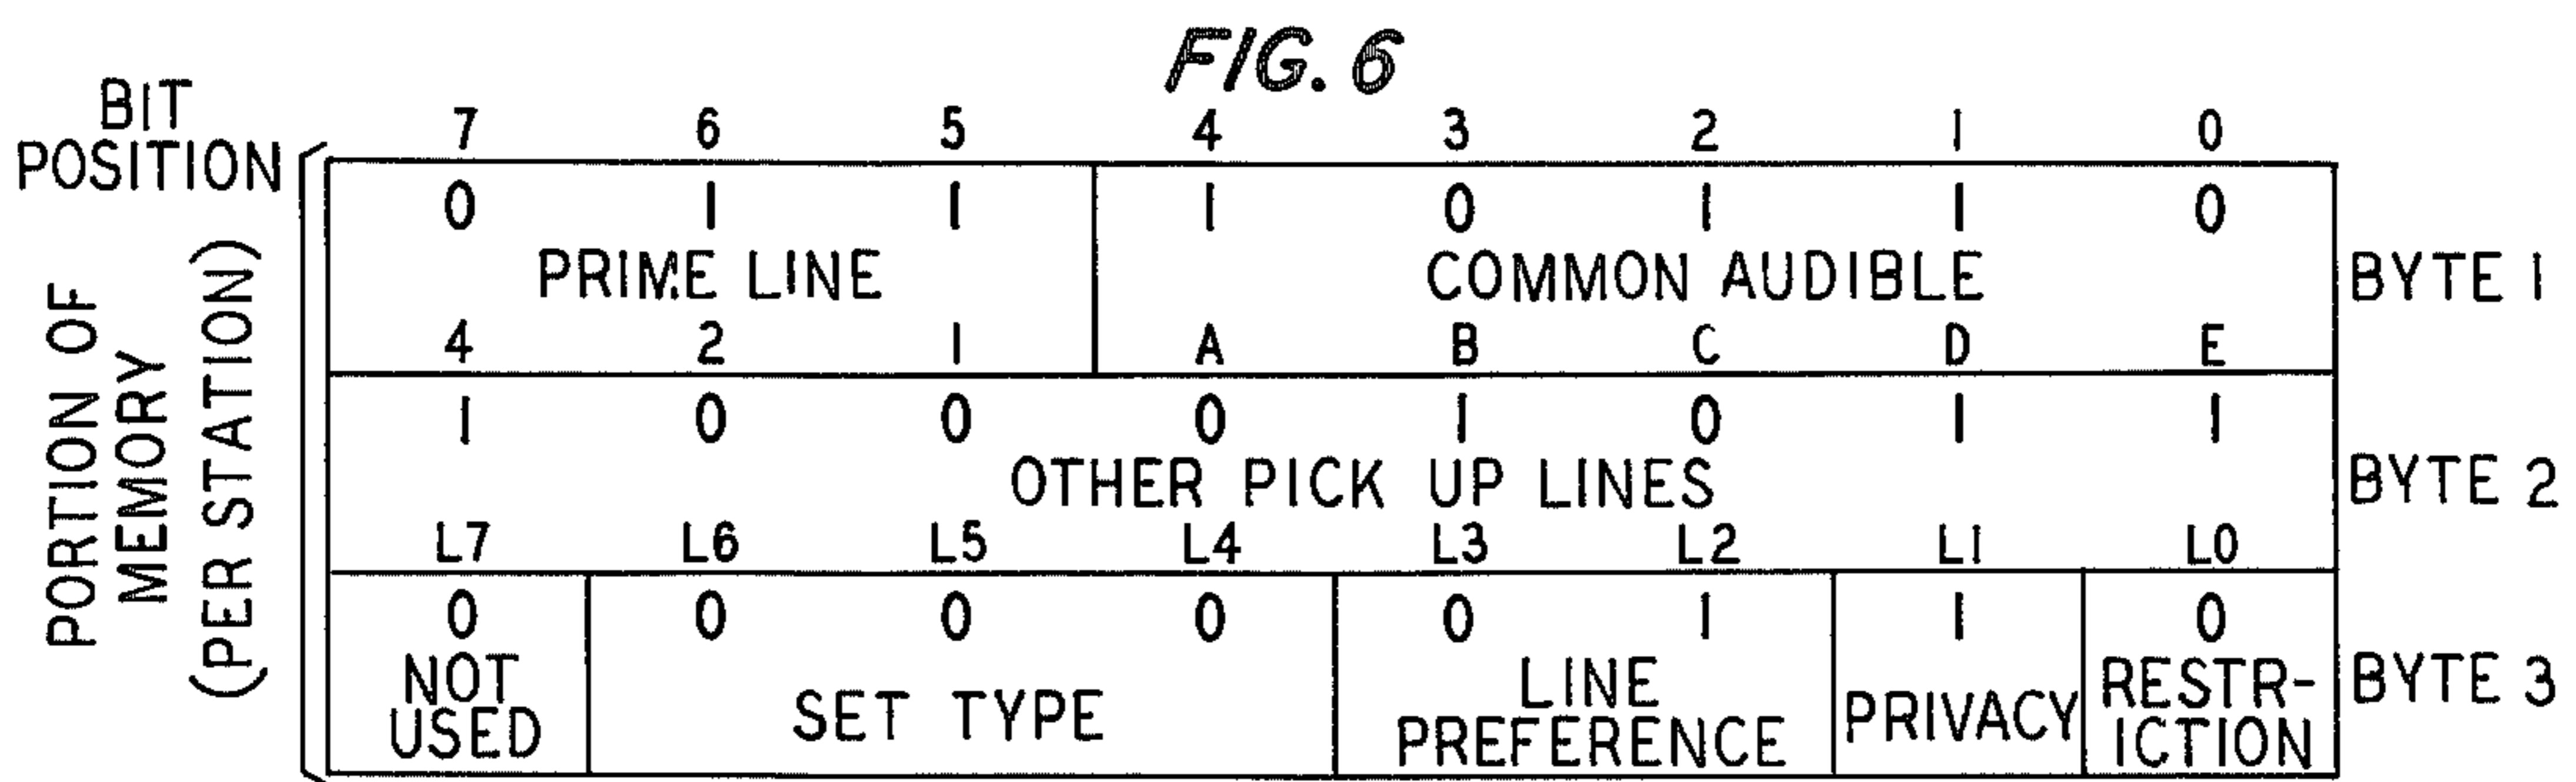 FIG. 6
BIT POSITION 7 6 5 4 3 2 1 0
0 1 1 1 0 1 1 0
PRIME LINE COMMON AUDIBLE BYTE 1
4 2 1 A B C D E
1 0 0 0 1 0 1 1
OTHER PICK UP LINES BYTE 2
L7 L6 L5 L4 L3 L2 L1 L0
0 0 0 0 0 1 1 0
NOT USED SET TYPE LINE PREFERENCE PRIVACY RESTR-ICTION BYTE 3
PORTION OF
MEMORY
(PER STATION)